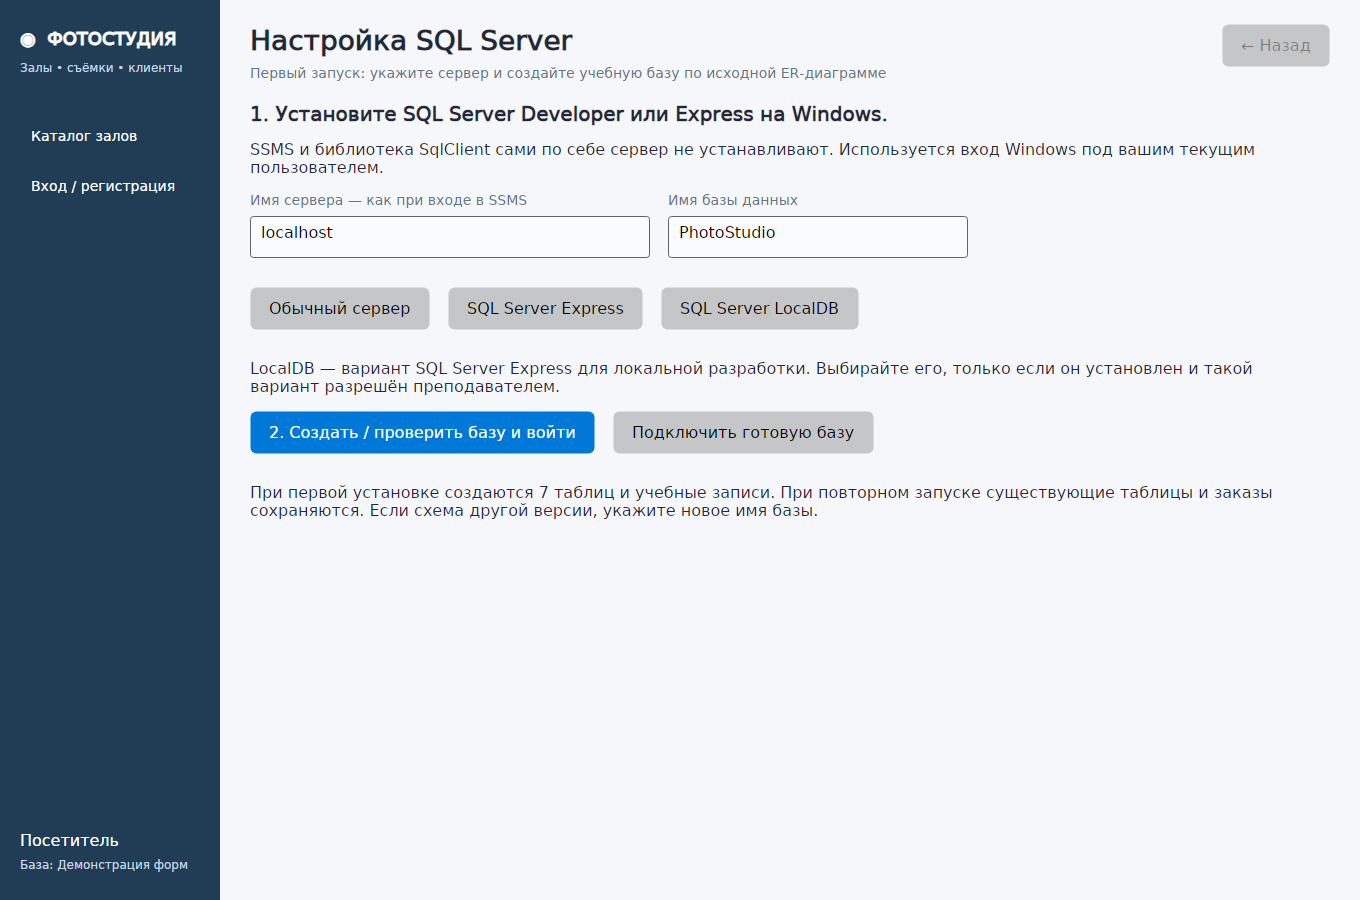 ◉ ФОТОСТУДИЯ
Залы • съёмки • клиенты
Каталог залов
Вход / регистрация
Посетитель
База: Демонстрация форм
Настройка SQL Server
← Назад
Первый запуск: укажите сервер и создайте учебную базу по исходной ER-диаграмме
1. Установите SQL Server Developer или Express на Windows.
SSMS и библиотека SqlClient сами по себе сервер не устанавливают. Используется вход Windows под вашим текущим
пользователем.
Имя сервера — как при входе в SSMS
Имя базы данных
localhost
PhotoStudio
Обычный сервер
SQL Server Express
SQL Server LocalDB
LocalDB — вариант SQL Server Express для локальной разработки. Выбирайте его, только если он установлен и такой
вариант разрешён преподавателем.
2. Создать / проверить базу и войти
Подключить готовую базу
При первой установке создаются 7 таблиц и учебные записи. При повторном запуске существующие таблицы и заказы
сохраняются. Если схема другой версии, укажите новое имя базы.